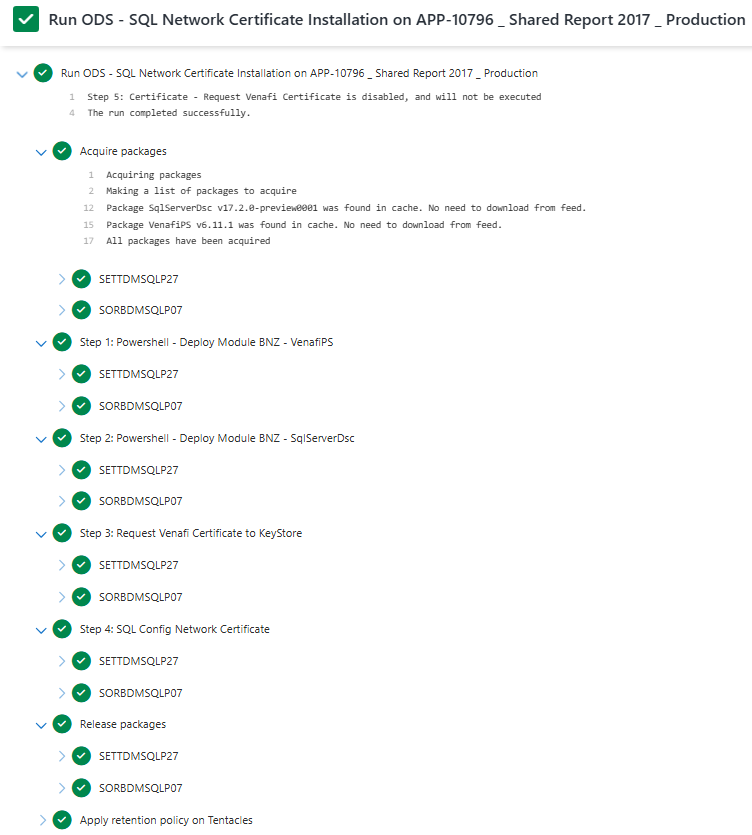 Run ODS - SQL Network Certificate Installation on APP-10796 _ Shared Report 2017 _ Production
Run ODS - SQL Network Certificate Installation on APP-10796 _ Shared Report 2017 _ Production
1 Step 5: Certificate - Request Venafi Certificate is disabled, and will not be executed
4 The run completed successfully.
Acquire packages
1 Acquiring packages
2 Making a list of packages to acquire
12 Package SqlServerDsc v17.2.0-preview0001 was found in cache. No need to download from feed.
15 Package VenafiPS v6.11.1 was found in cache. No need to download from feed.
17 All packages have been acquired
SETTDMSQLP27
SORBDMSQLP07
Step 1: Powershell - Deploy Module BNZ - VenafiPS
SETTDMSQLP27
SORBDMSQLP07
Step 2: Powershell - Deploy Module BNZ - SqlServerDsc
SETTDMSQLP27
SORBDMSQLP07
Step 3: Request Venafi Certificate to KeyStore
SETTDMSQLP27
SORBDMSQLP07
Step 4: SQL Config Network Certificate
SETTDMSQLP27
SORBDMSQLP07
Release packages
SETTDMSQLP27
SORBDMSQLP07
Apply retention policy on Tentacles